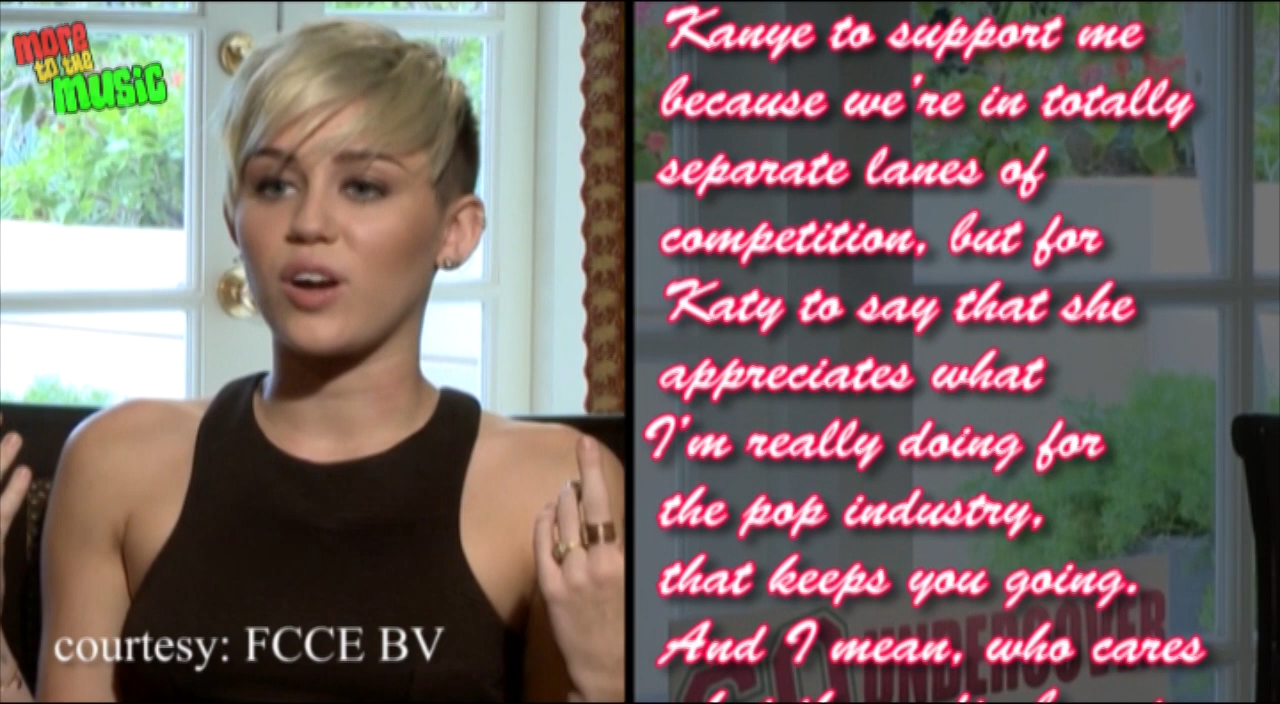 more
to the
music
courtesy: FCCE BV
Kanye to support me
because we're in totally
separate lanes of
competition, but for
Katy to say that she
appreciates what
I'm really doing for
the pop industry,
that keeps you going.
And I mean, who cares
GO
UNDERCOVER